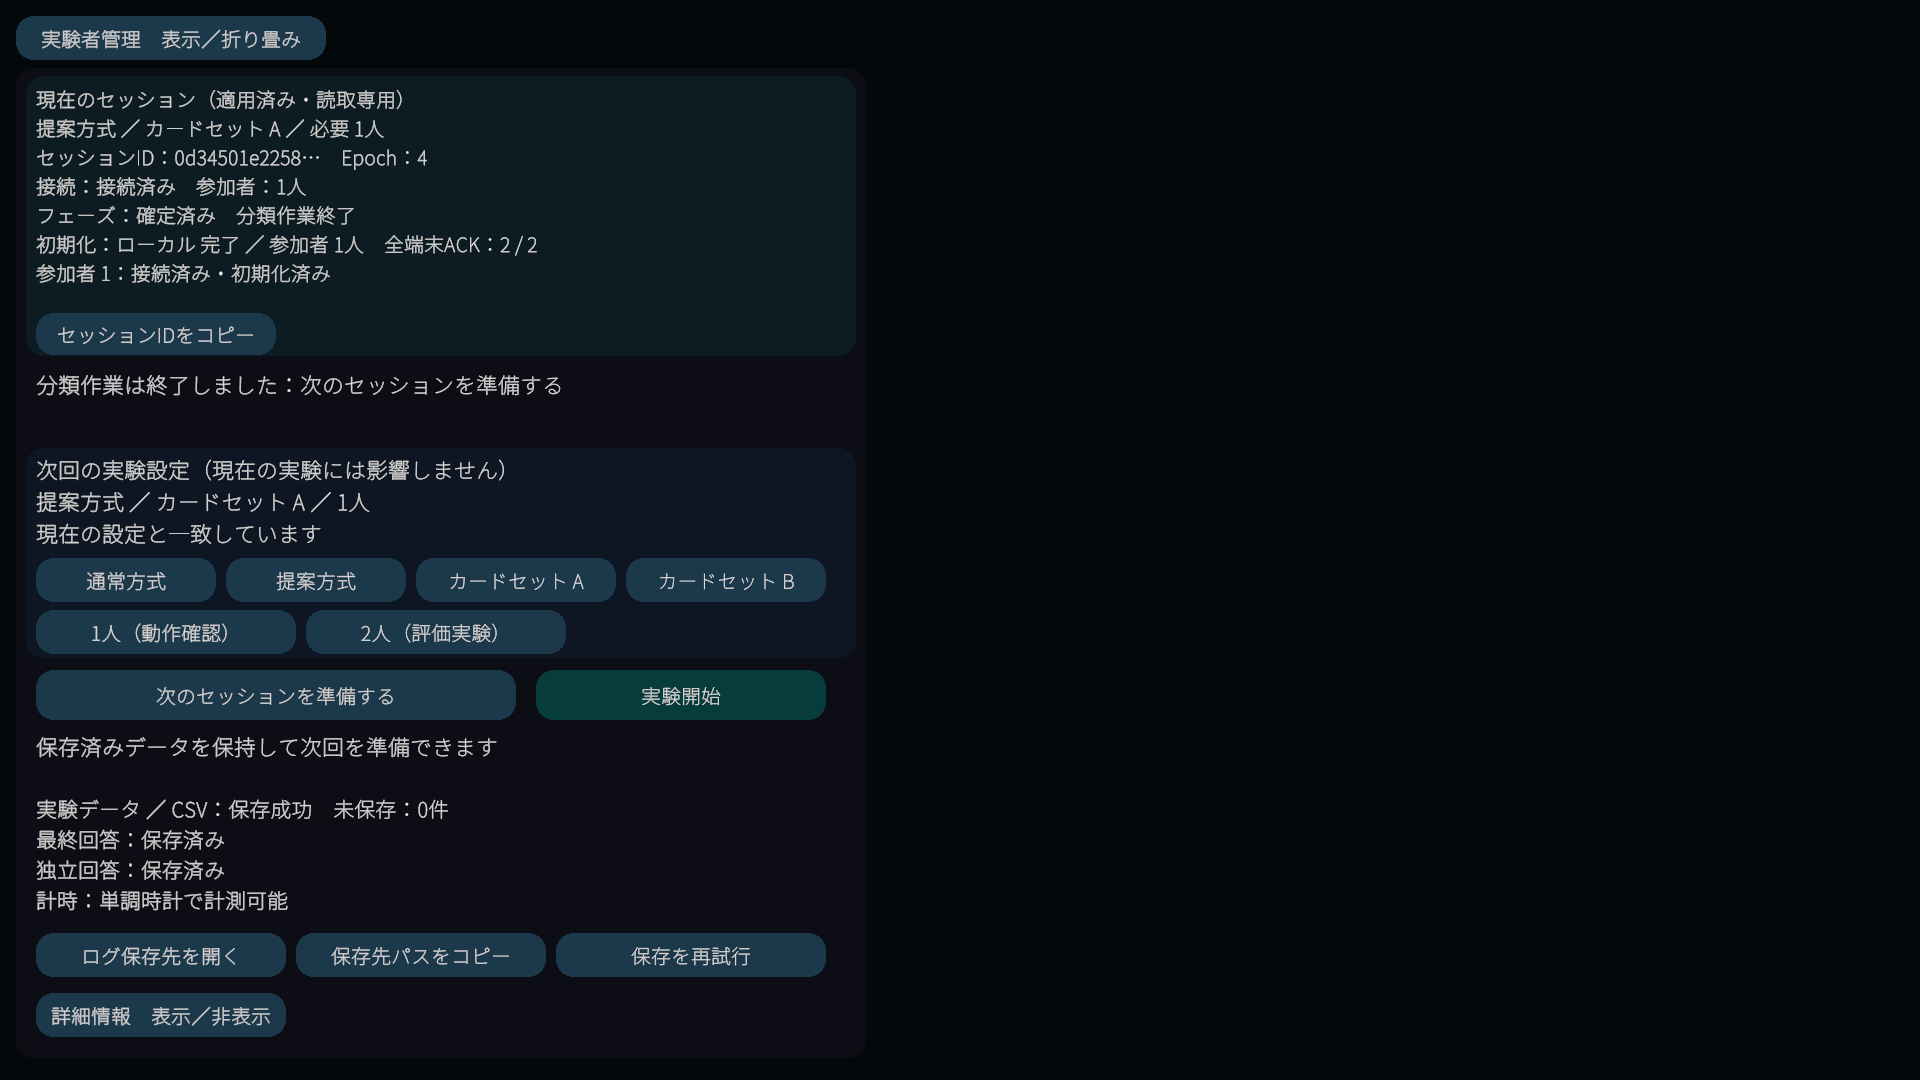 実験者管理　表示／折り畳み
現在のセッション（適用済み・読取専用）
提案方式 ／ カードセット A ／ 必要 1人
セッションID：0d34501e2258…　Epoch：4
接続：接続済み　参加者：1人
フェーズ：確定済み　分類作業終了
初期化：ローカル 完了 ／ 参加者 1人　全端末ACK：2 / 2
参加者 1：接続済み・初期化済み
セッションIDをコピー
分類作業は終了しました：次のセッションを準備する
次回の実験設定（現在の実験には影響しません）
提案方式 ／ カードセット A ／ 1人
現在の設定と一致しています
通常方式　提案方式　カードセット A　カードセット B
1人（動作確認）　2人（評価実験）
次のセッションを準備する　実験開始
保存済みデータを保持して次回を準備できます
実験データ ／ CSV：保存成功　未保存：0件
最終回答：保存済み
独立回答：保存済み
計時：単調時計で計測可能
ログ保存先を開く　保存先パスをコピー　保存を再試行
詳細情報　表示／非表示